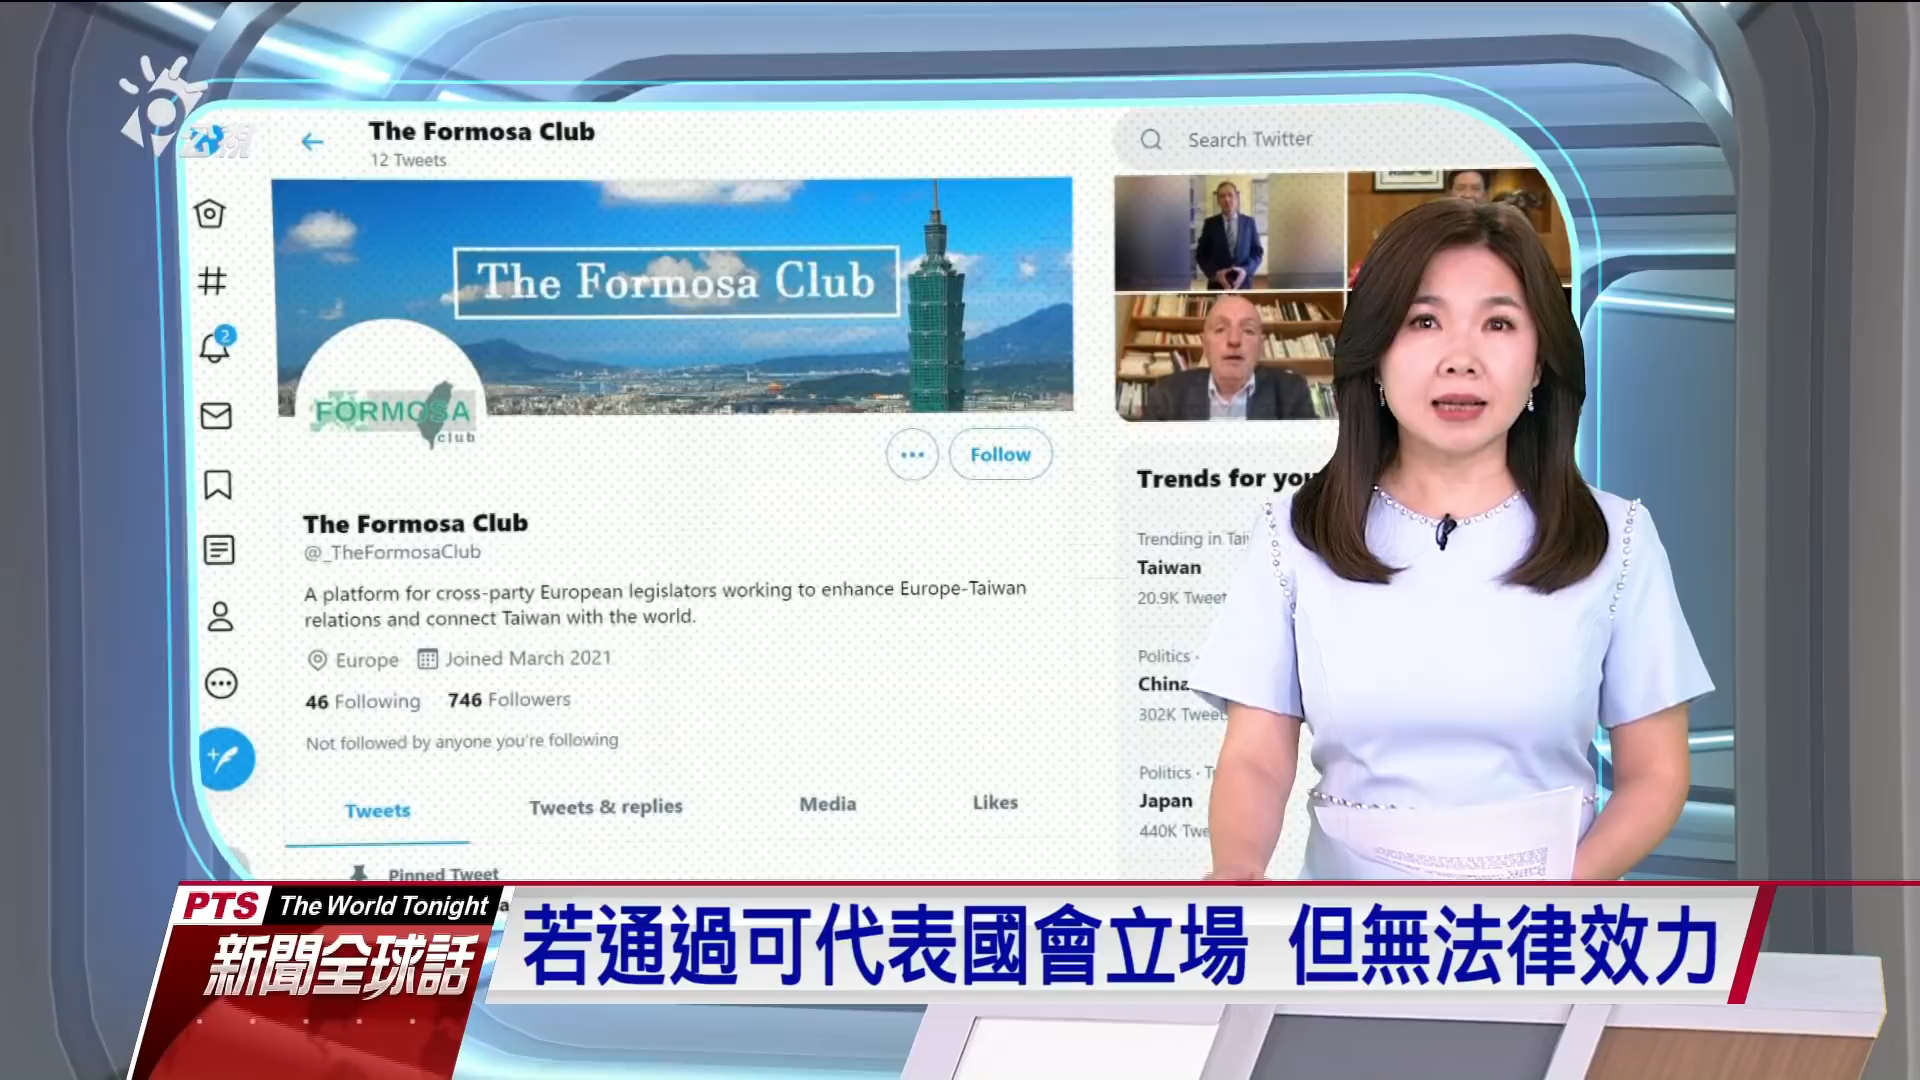 公視
The Formosa Club
12 Tweets
Search Twitter
The Formosa Club
2
FORMOSA
club
Follow
Trends for you
The Formosa Club
@_TheFormosaClub
A platform for cross-party European legislators working to enhance Europe-Taiwan
relations and connect Taiwan with the world.
Europe Joined March 2021
46 Following 746 Followers
Not followed by anyone you're following
Tweets Tweets & replies Media Likes
Pinned Tweet
Trending in
Taiwan
20.9K Tweet
Politics ·
China
302K Tweet
Politics ·
Japan
440K
PTS The World Tonight
新聞全球話
若通過可代表國會立場 但無法律效力